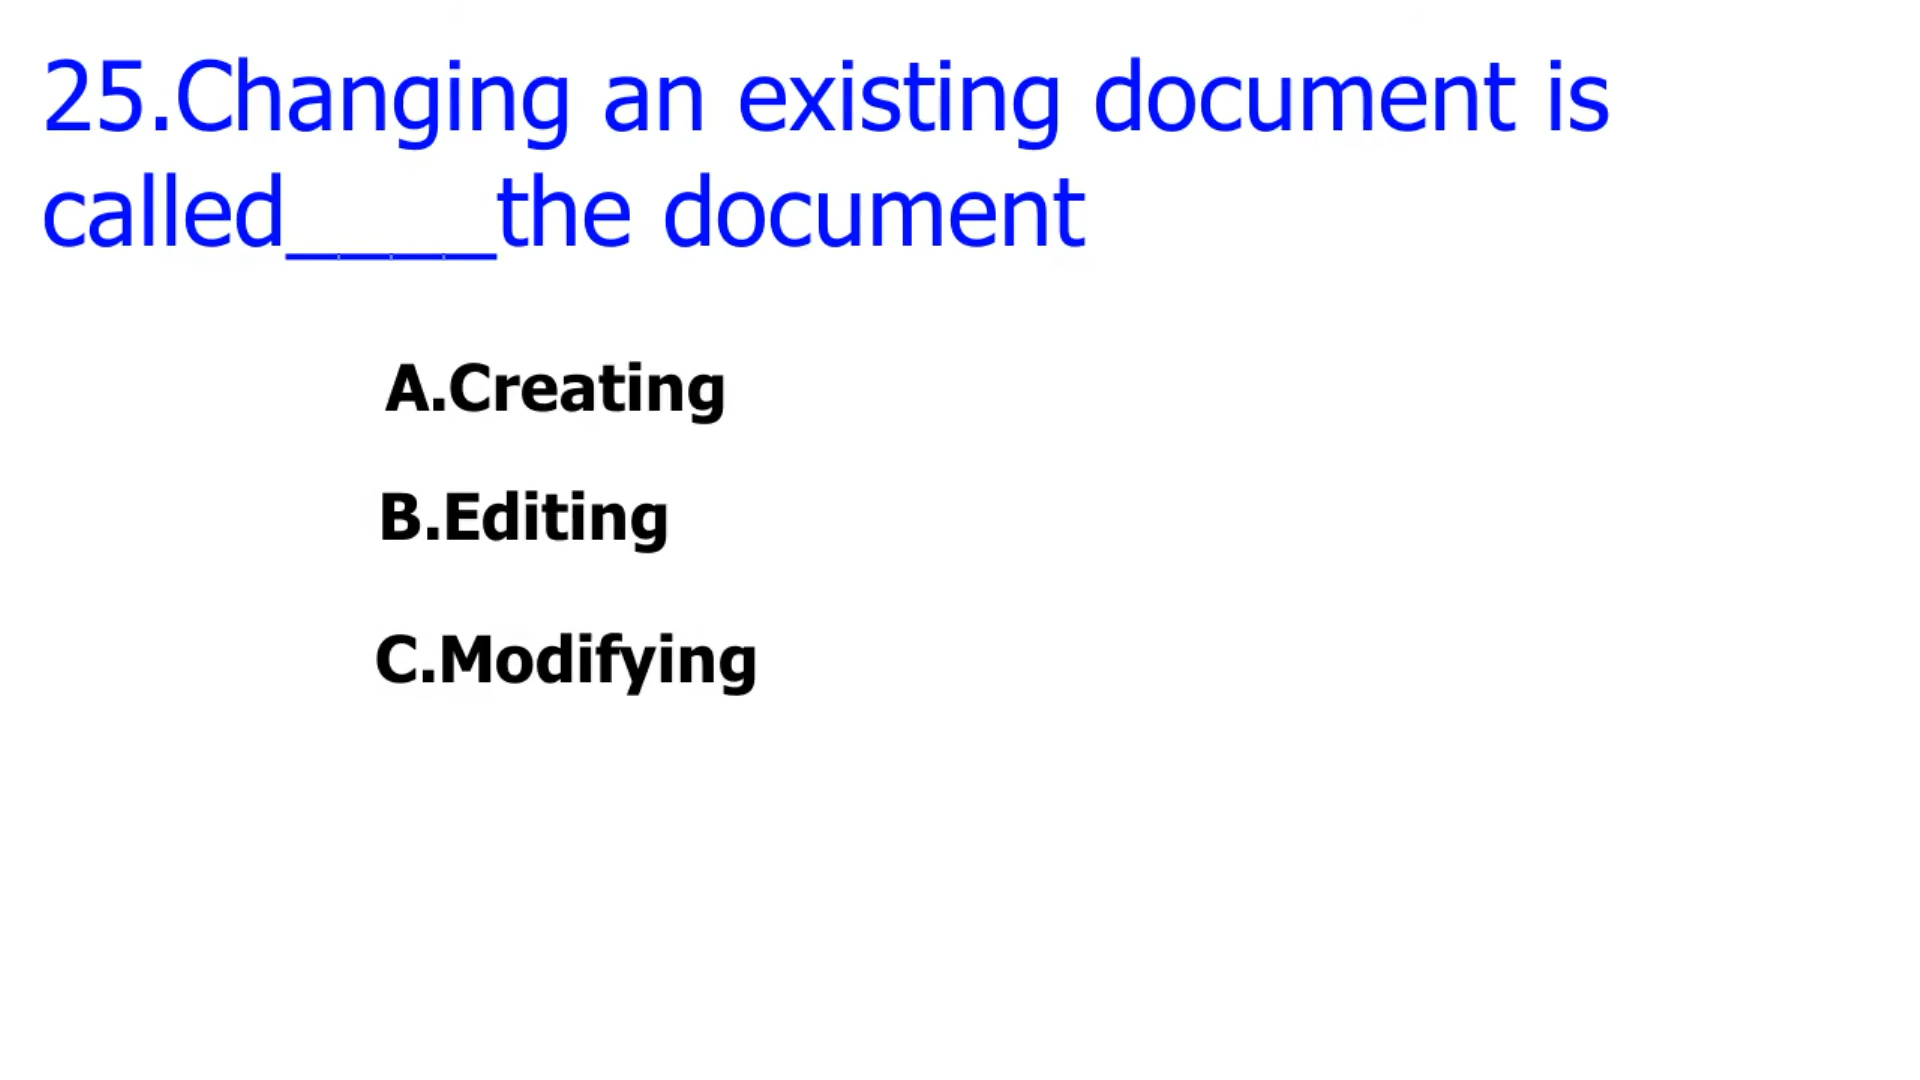 25.Changing an existing document is
called____the document
A.Creating
B.Editing
C.Modifying